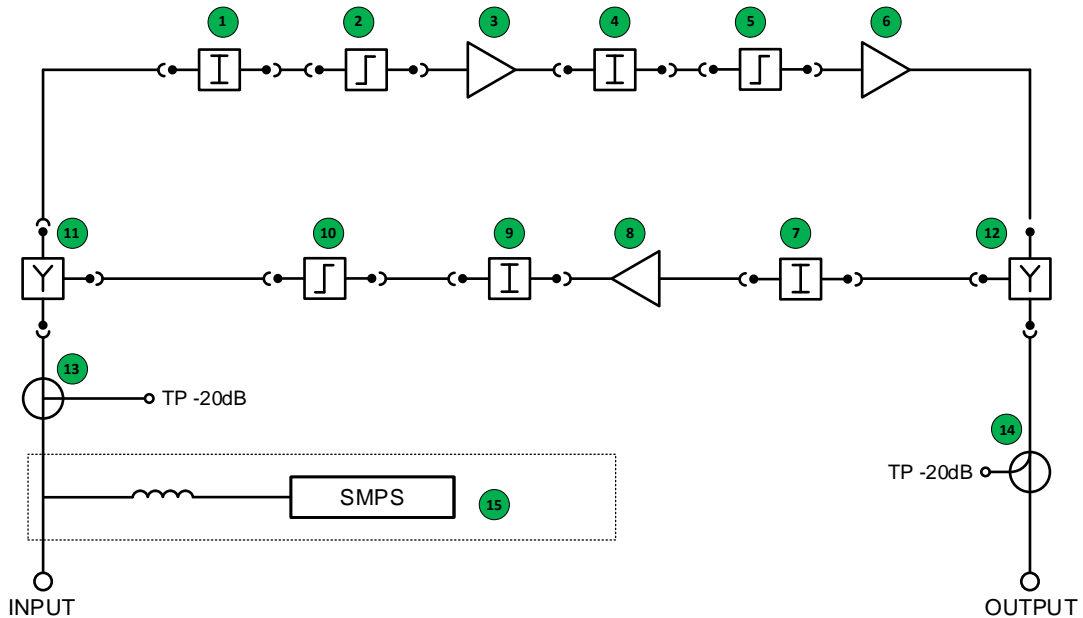 1 2 3 4 5 6
11 10 9 8 7 12
13
TP -20dB
14
TP -20dB
SMPS 15
INPUT OUTPUT